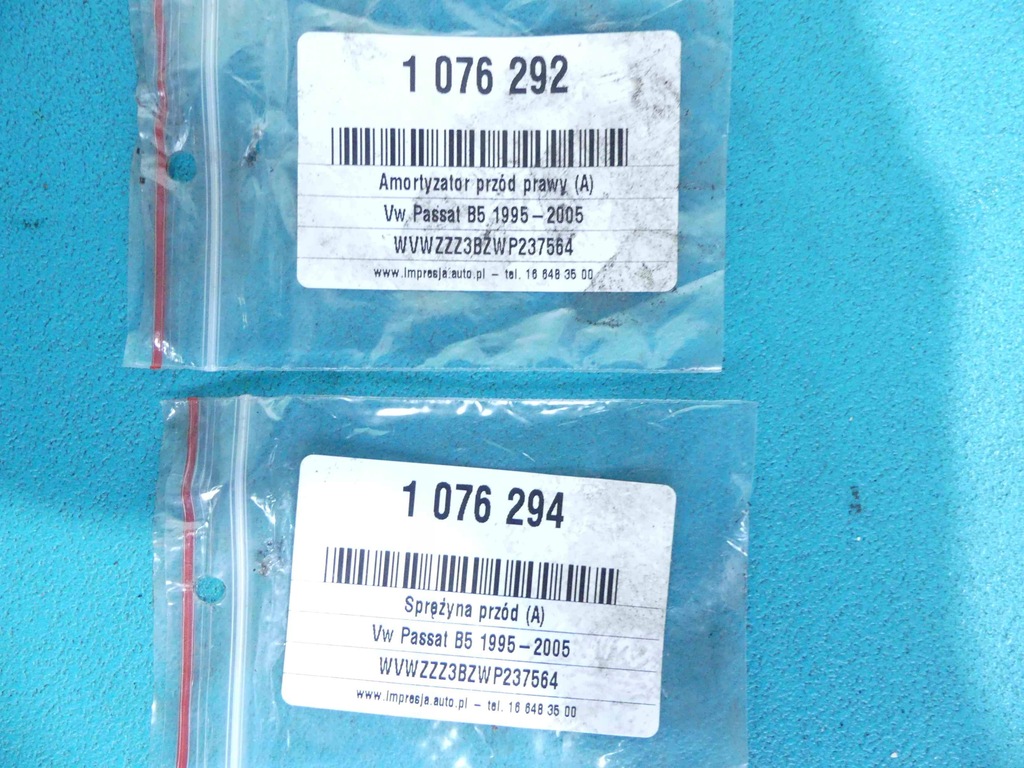 1 076 292
Amortyzator przód prawy (A)
Vw Passat B5 1995-2005
WVWZZZ3BZWP237564
www.impresja.auto.pl - tel. 16 648 35 00
1 076 294
Sprężyna przód (A)
Vw Passat B5 1995-2005
WVWZZZ3BZWP237564
www.impresja.auto.pl - tel. 16 648 35 00